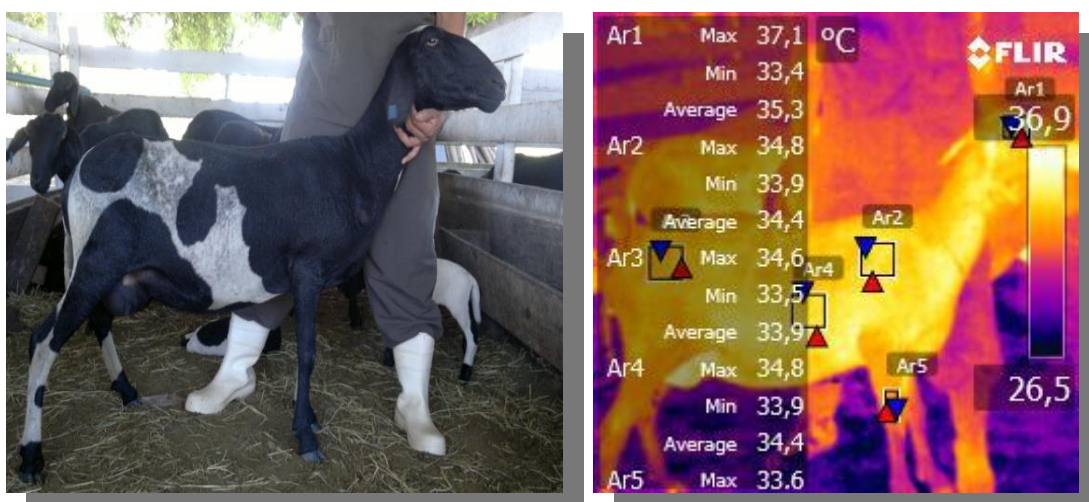 Ar1 Max 37,1 °C
Min 33,4
Average 35,3
Ar2 Max 34,8
Min 33,9
Average 34,4
Ar3 Max 34,6
Min 33,5
Average 33,9
Ar4 Max 34,8
Min 33,9
Average 34,4
Ar5 Max 33.6
FLIR
Ar1
36,9
Ar2
Ar4
Ar5
26,5